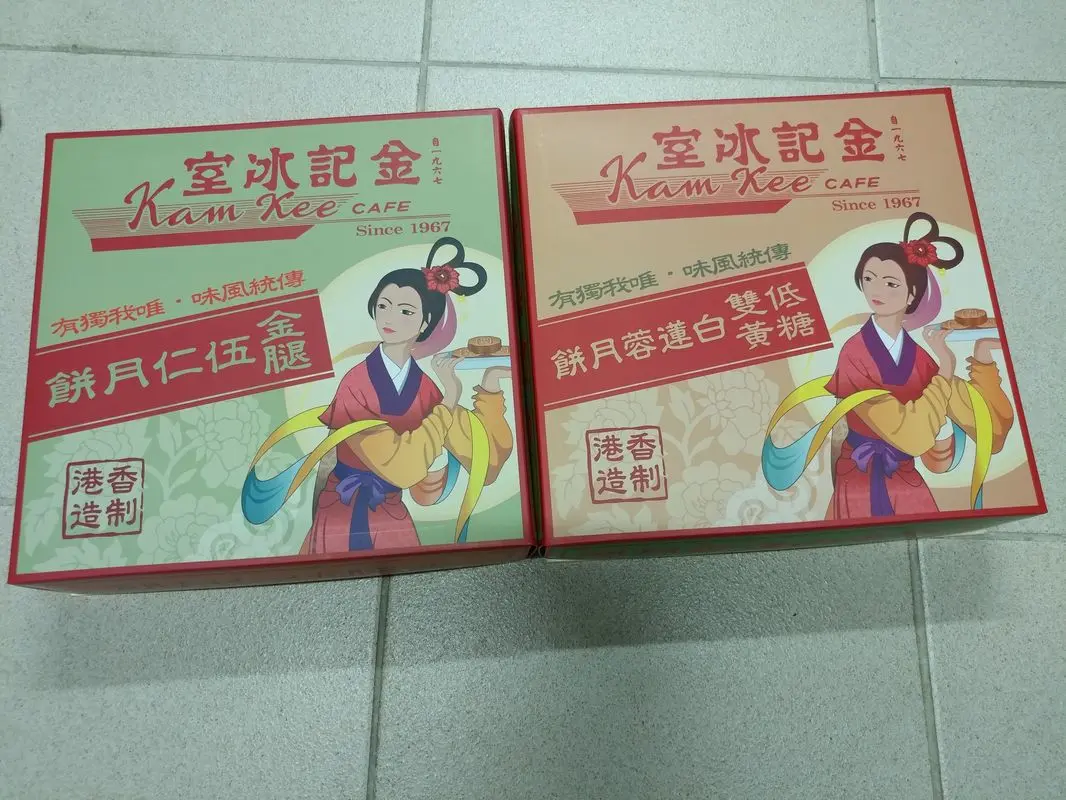 金記冰室
自一九六七
Kam Kee CAFE
Since 1967
傳統風味·唯我獨有
金腿伍仁月餅
香港
制造
金記冰室
自一九六七
Kam Kee CAFE
Since 1967
傳統風味·唯我獨有
低糖雙黃白蓮蓉月餅
香港
制造